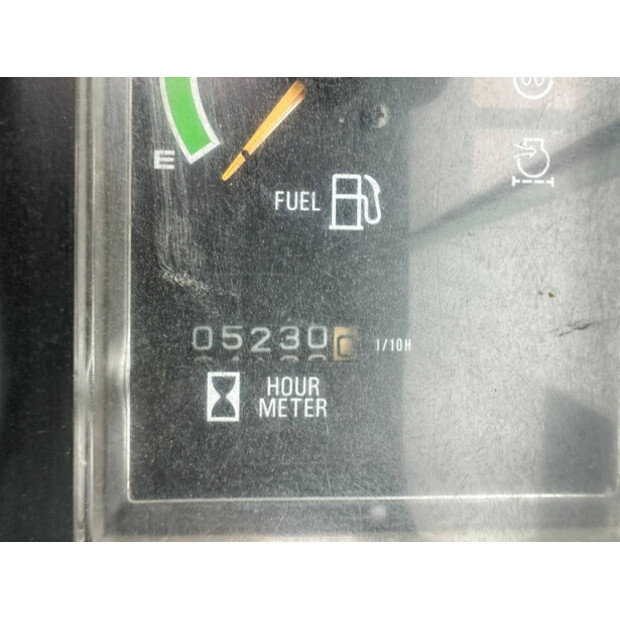 E
FUEL
05230 1/10H
HOUR
METER